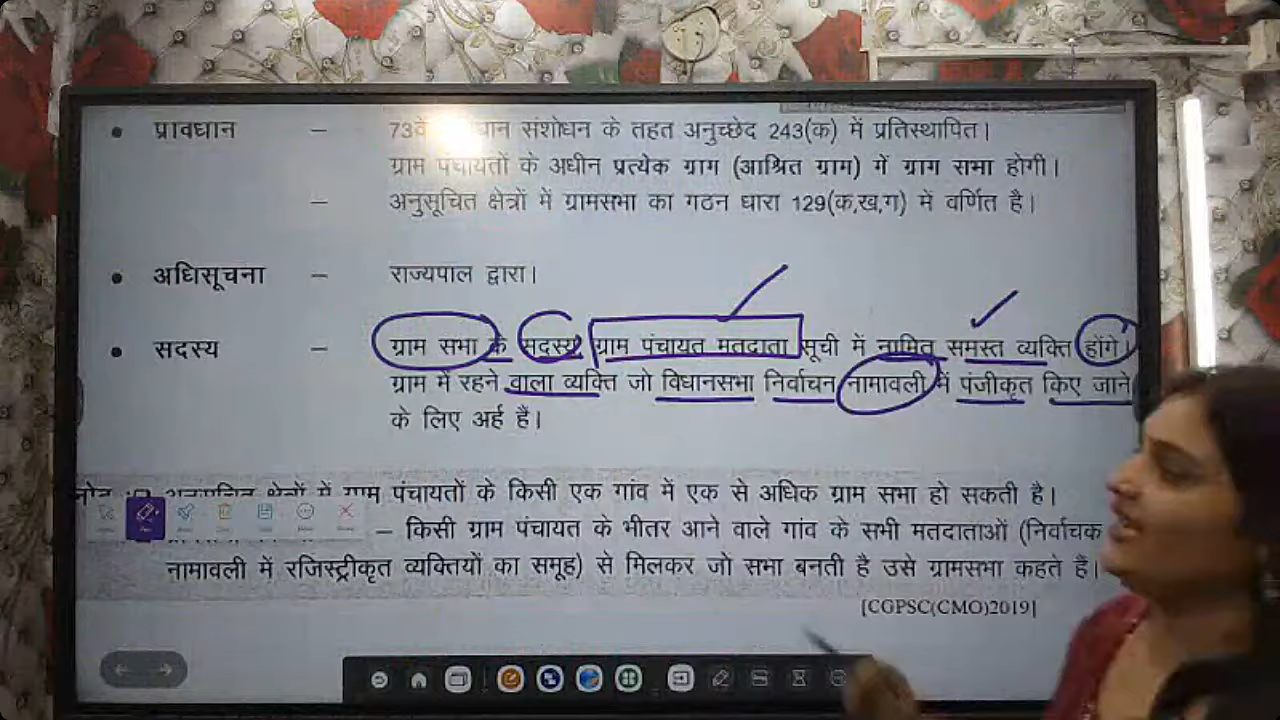 • प्रावधान – 73वें संशोधन के तहत अनुच्छेद 243(क) में प्रतिस्थापित।
ग्राम पंचायतों के अधीन प्रत्येक ग्राग (आश्रित ग्राम) गें ग्राग सभा होगी।
– अनुसूचित क्षेत्रों में ग्रामसभा का गठन धारा 129(क,ख,ग) में वर्णित है।
• अधिसूचना – राज्यपाल द्वारा।
• सदस्य – ग्राम सभा के सदस्य ग्राम पंचायत मतदाता सूची में नामित समस्त व्यक्ति होंगे।
ग्राम में रहने वाला व्यक्ति जो विधानसभा निर्वाचन नामावली में पंजीकृत किए जाने
के लिए अर्ह है।
नोट :- अनुसूचित क्षेत्रों में ग्राम पंचायतों के किसी एक गांव में एक से अधिक ग्राम सभा हो सकती है।
– किसी ग्राम पंचायत के भीतर आने वाले गांव के सभी मतदाताओं (निर्वाचक
नामावली में रजिस्ट्रीकृत व्यक्तियों का समूह) से मिलकर जो सभा बनती है उसे ग्रामसभा कहते हैं।
[CGPSC(CMO)2019]